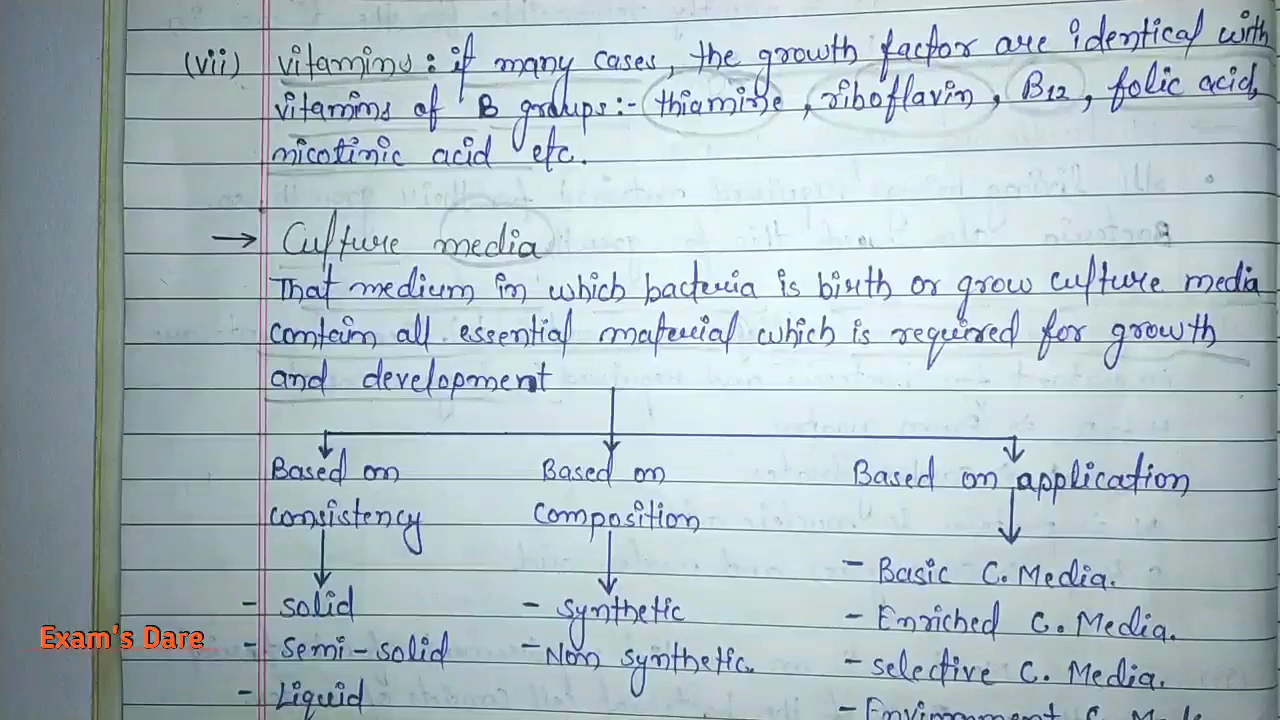 (vii) vitamins: if many cases, the growth factor are identical with
vitamins of B groups:- thiamine, riboflavin, B12, folic acid,
nicotinic acid etc.
→ Culture media
That medium in which bacteria is birth or grow culture media
contain all essential material which is required for growth
and development
Based on consistency
- solid
- semi-solid
- Liquid
Based on composition
- synthetic
- Non synthetic.
Based on application
- Basic C. Media.
- Enriched C. Media.
- selective C. Media.
Exam's Dare